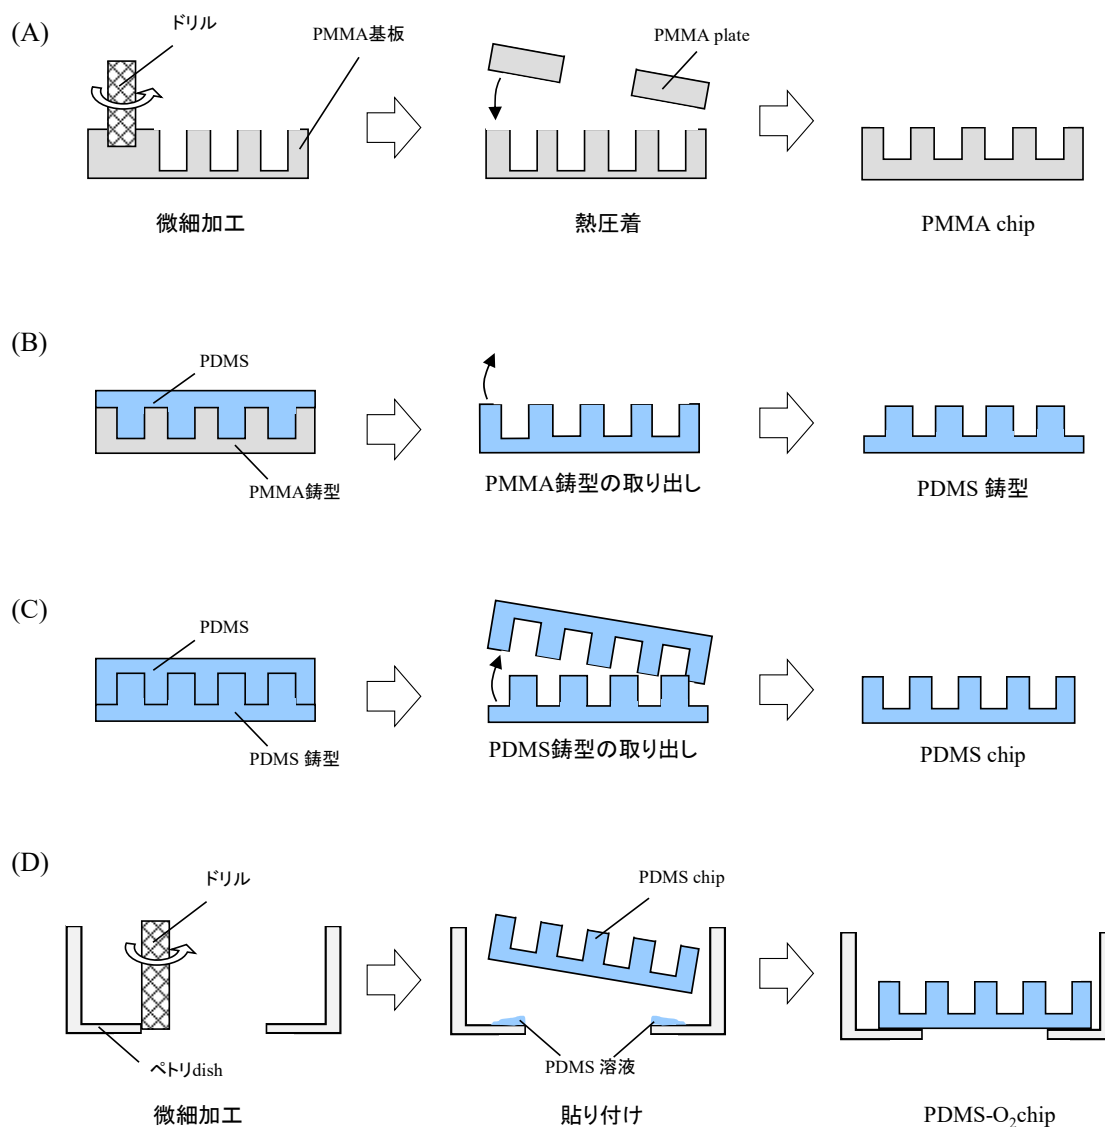 (A)
ドリル
PMMA基板
PMMA plate
微細加工
熱圧着
PMMA chip
(B)
PDMS
PMMA鋳型
PMMA鋳型の取り出し
PDMS 鋳型
(C)
PDMS
PDMS 鋳型
PDMS鋳型の取り出し
PDMS chip
(D)
ドリル
PDMS chip
ペトリdish
PDMS 溶液
微細加工
貼り付け
PDMS-O₂chip